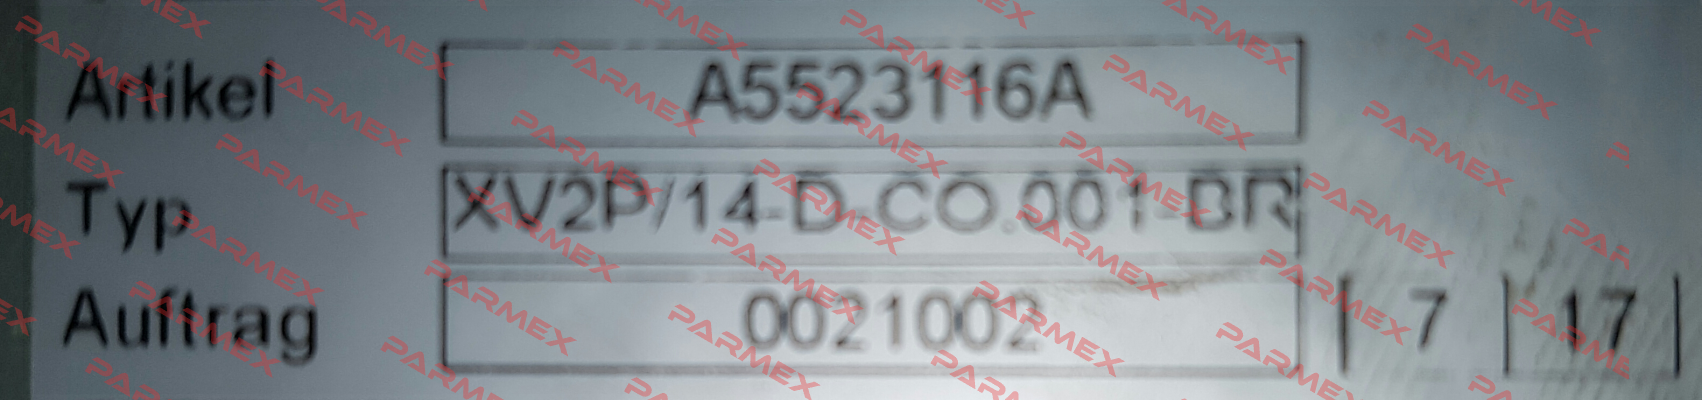 Artikel A5523116A
Typ XV2P/14-D-CO.001-BR
Auftrag 0021002 7 17
PARMEX